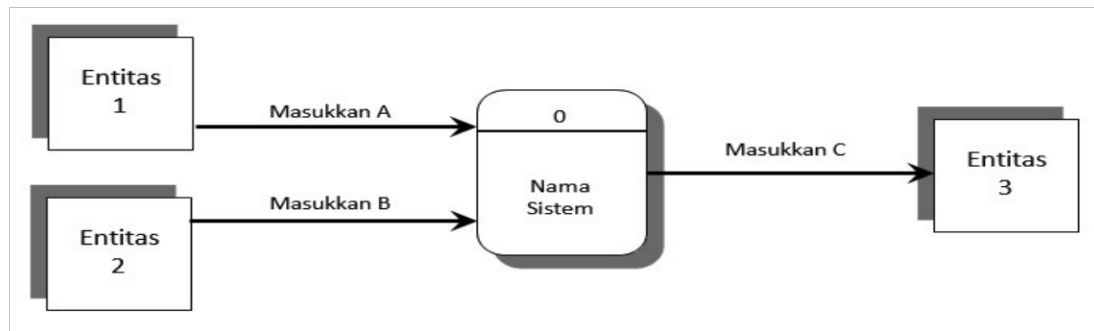 Entitas
1
Masukkan A
0
Masukkan C
Entitas
3
Nama
Sistem
Masukkan B
Entitas
2